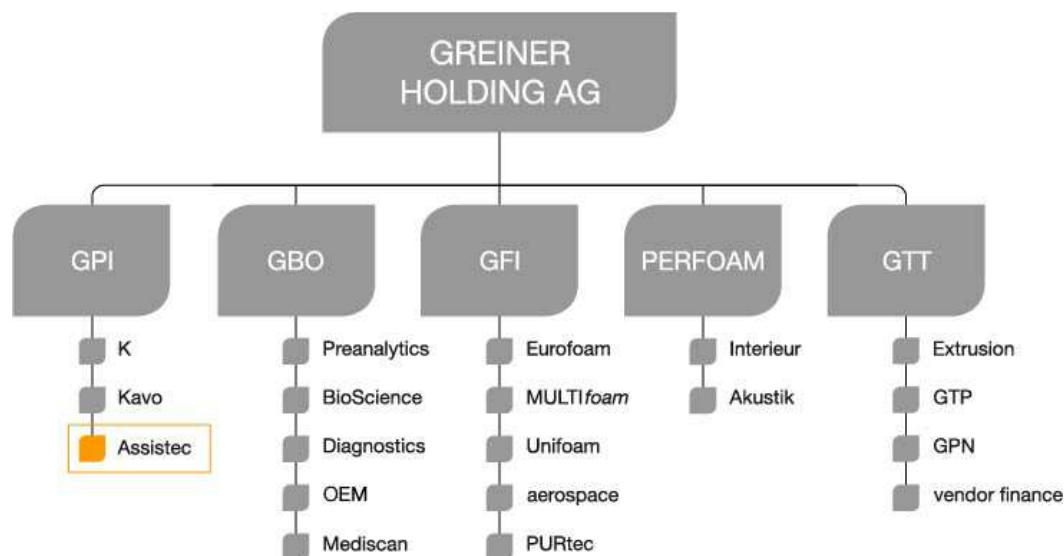 GREINER
HOLDING AG
GPI
GBO
GFI
PERFOAM
GTT
K
Kavo
Assistec
Preanalytics
BioScience
Diagnostics
OEM
Mediscan
Eurofoam
MULTIfoam
Unifoam
aerospace
PURtec
Interieur
Akustik
Extrusion
GTP
GPN
vendor finance